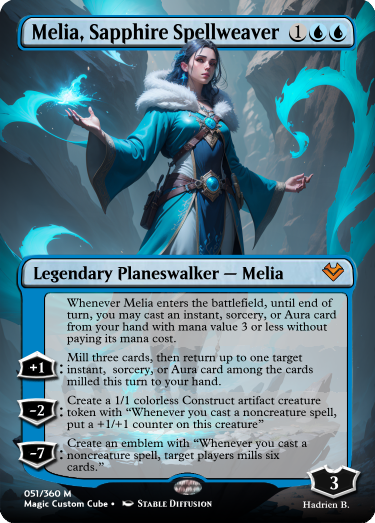 Melia, Sapphire Spellweaver 1
Legendary Planeswalker — Melia
Whenever Melia enters the battlefield, until end of
turn, you may cast an instant, sorcery, or Aura card
from your hand with mana value 3 or less without
paying its mana cost.
+1: Mill three cards, then return up to one target
instant, sorcery, or Aura card among the cards
milled this turn to your hand.
-2: Create a 1/1 colorless Construct artifact creature
token with “Whenever you cast a noncreature spell,
put a +1/+1 counter on this creature”
-7: Create an emblem with “Whenever you cast a
noncreature spell, target players mills six
cards.”
3
051/360 M
Magic Custom Cube • Stable Diffusion
Hadrien B.